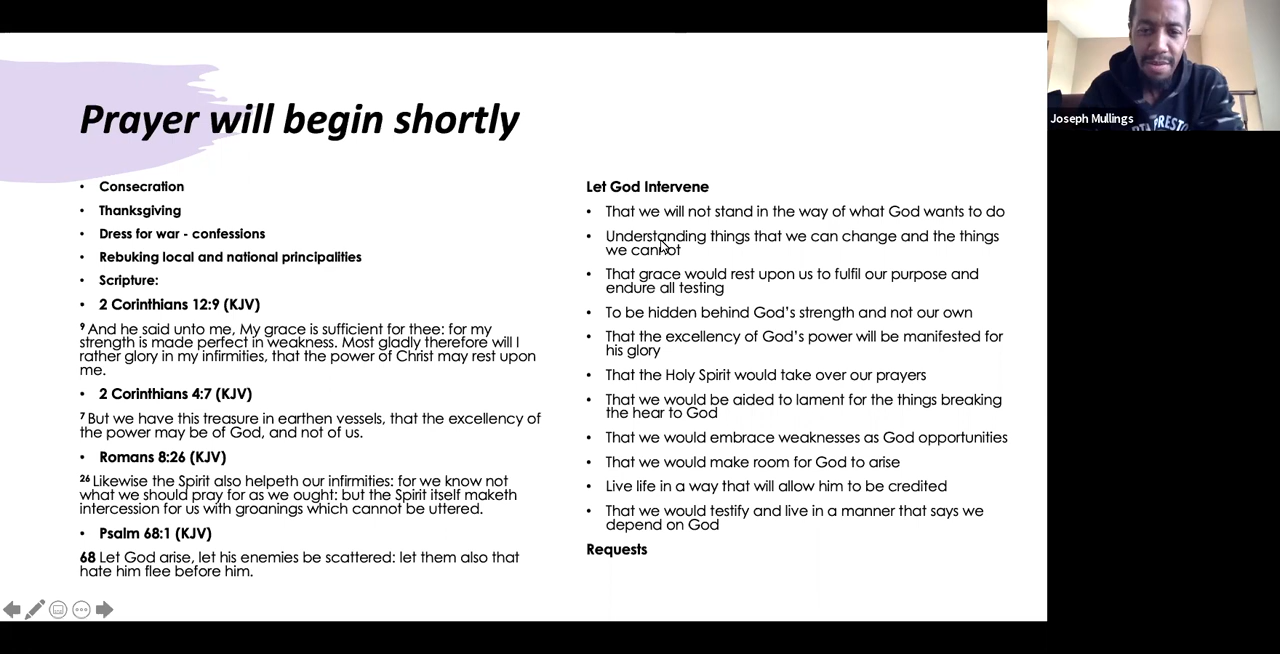 Prayer will begin shortly
• Consecration
• Thanksgiving
• Dress for war - confessions
• Rebuking local and national principalities
• Scripture:
• 2 Corinthians 12:9 (KJV)
9 And he said unto me, My grace is sufficient for thee: for my
strength is made perfect in weakness. Most gladly therefore will I
rather glory in my infirmities, that the power of Christ may rest upon
me.
• 2 Corinthians 4:7 (KJV)
7 But we have this treasure in earthen vessels, that the excellency of
the power may be of God, and not of us.
• Romans 8:26 (KJV)
26 Likewise the Spirit also helpeth our infirmities: for we know not
what we should pray for as we ought: but the Spirit itself maketh
intercession for us with groanings which cannot be uttered.
• Psalm 68:1 (KJV)
68 Let God arise, let his enemies be scattered: let them also that
hate him flee before him.
Let God Intervene
• That we will not stand in the way of what God wants to do
• Understanding things that we can change and the things
we cannot
• That grace would rest upon us to fulfil our purpose and
endure all testing
• To be hidden behind God's strength and not our own
• That the excellency of God's power will be manifested for
his glory
• That the Holy Spirit would take over our prayers
• That we would be aided to lament for the things breaking
the hear to God
• That we would embrace weaknesses as God opportunities
• That we would make room for God to arise
• Live life in a way that will allow him to be credited
• That we would testify and live in a manner that says we
depend on God
Requests
Joseph Mullings